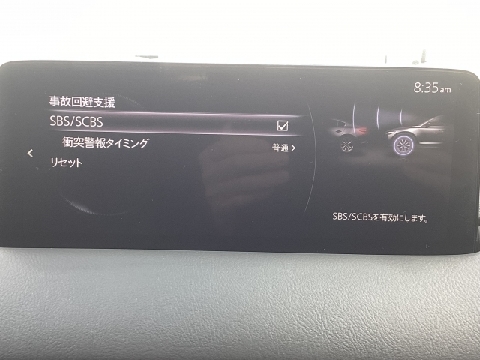 8:35am
事故回避支援
SBS/SCBS
衝突警報タイミング 普通
リセット
SBS/SCBSを有効にします。